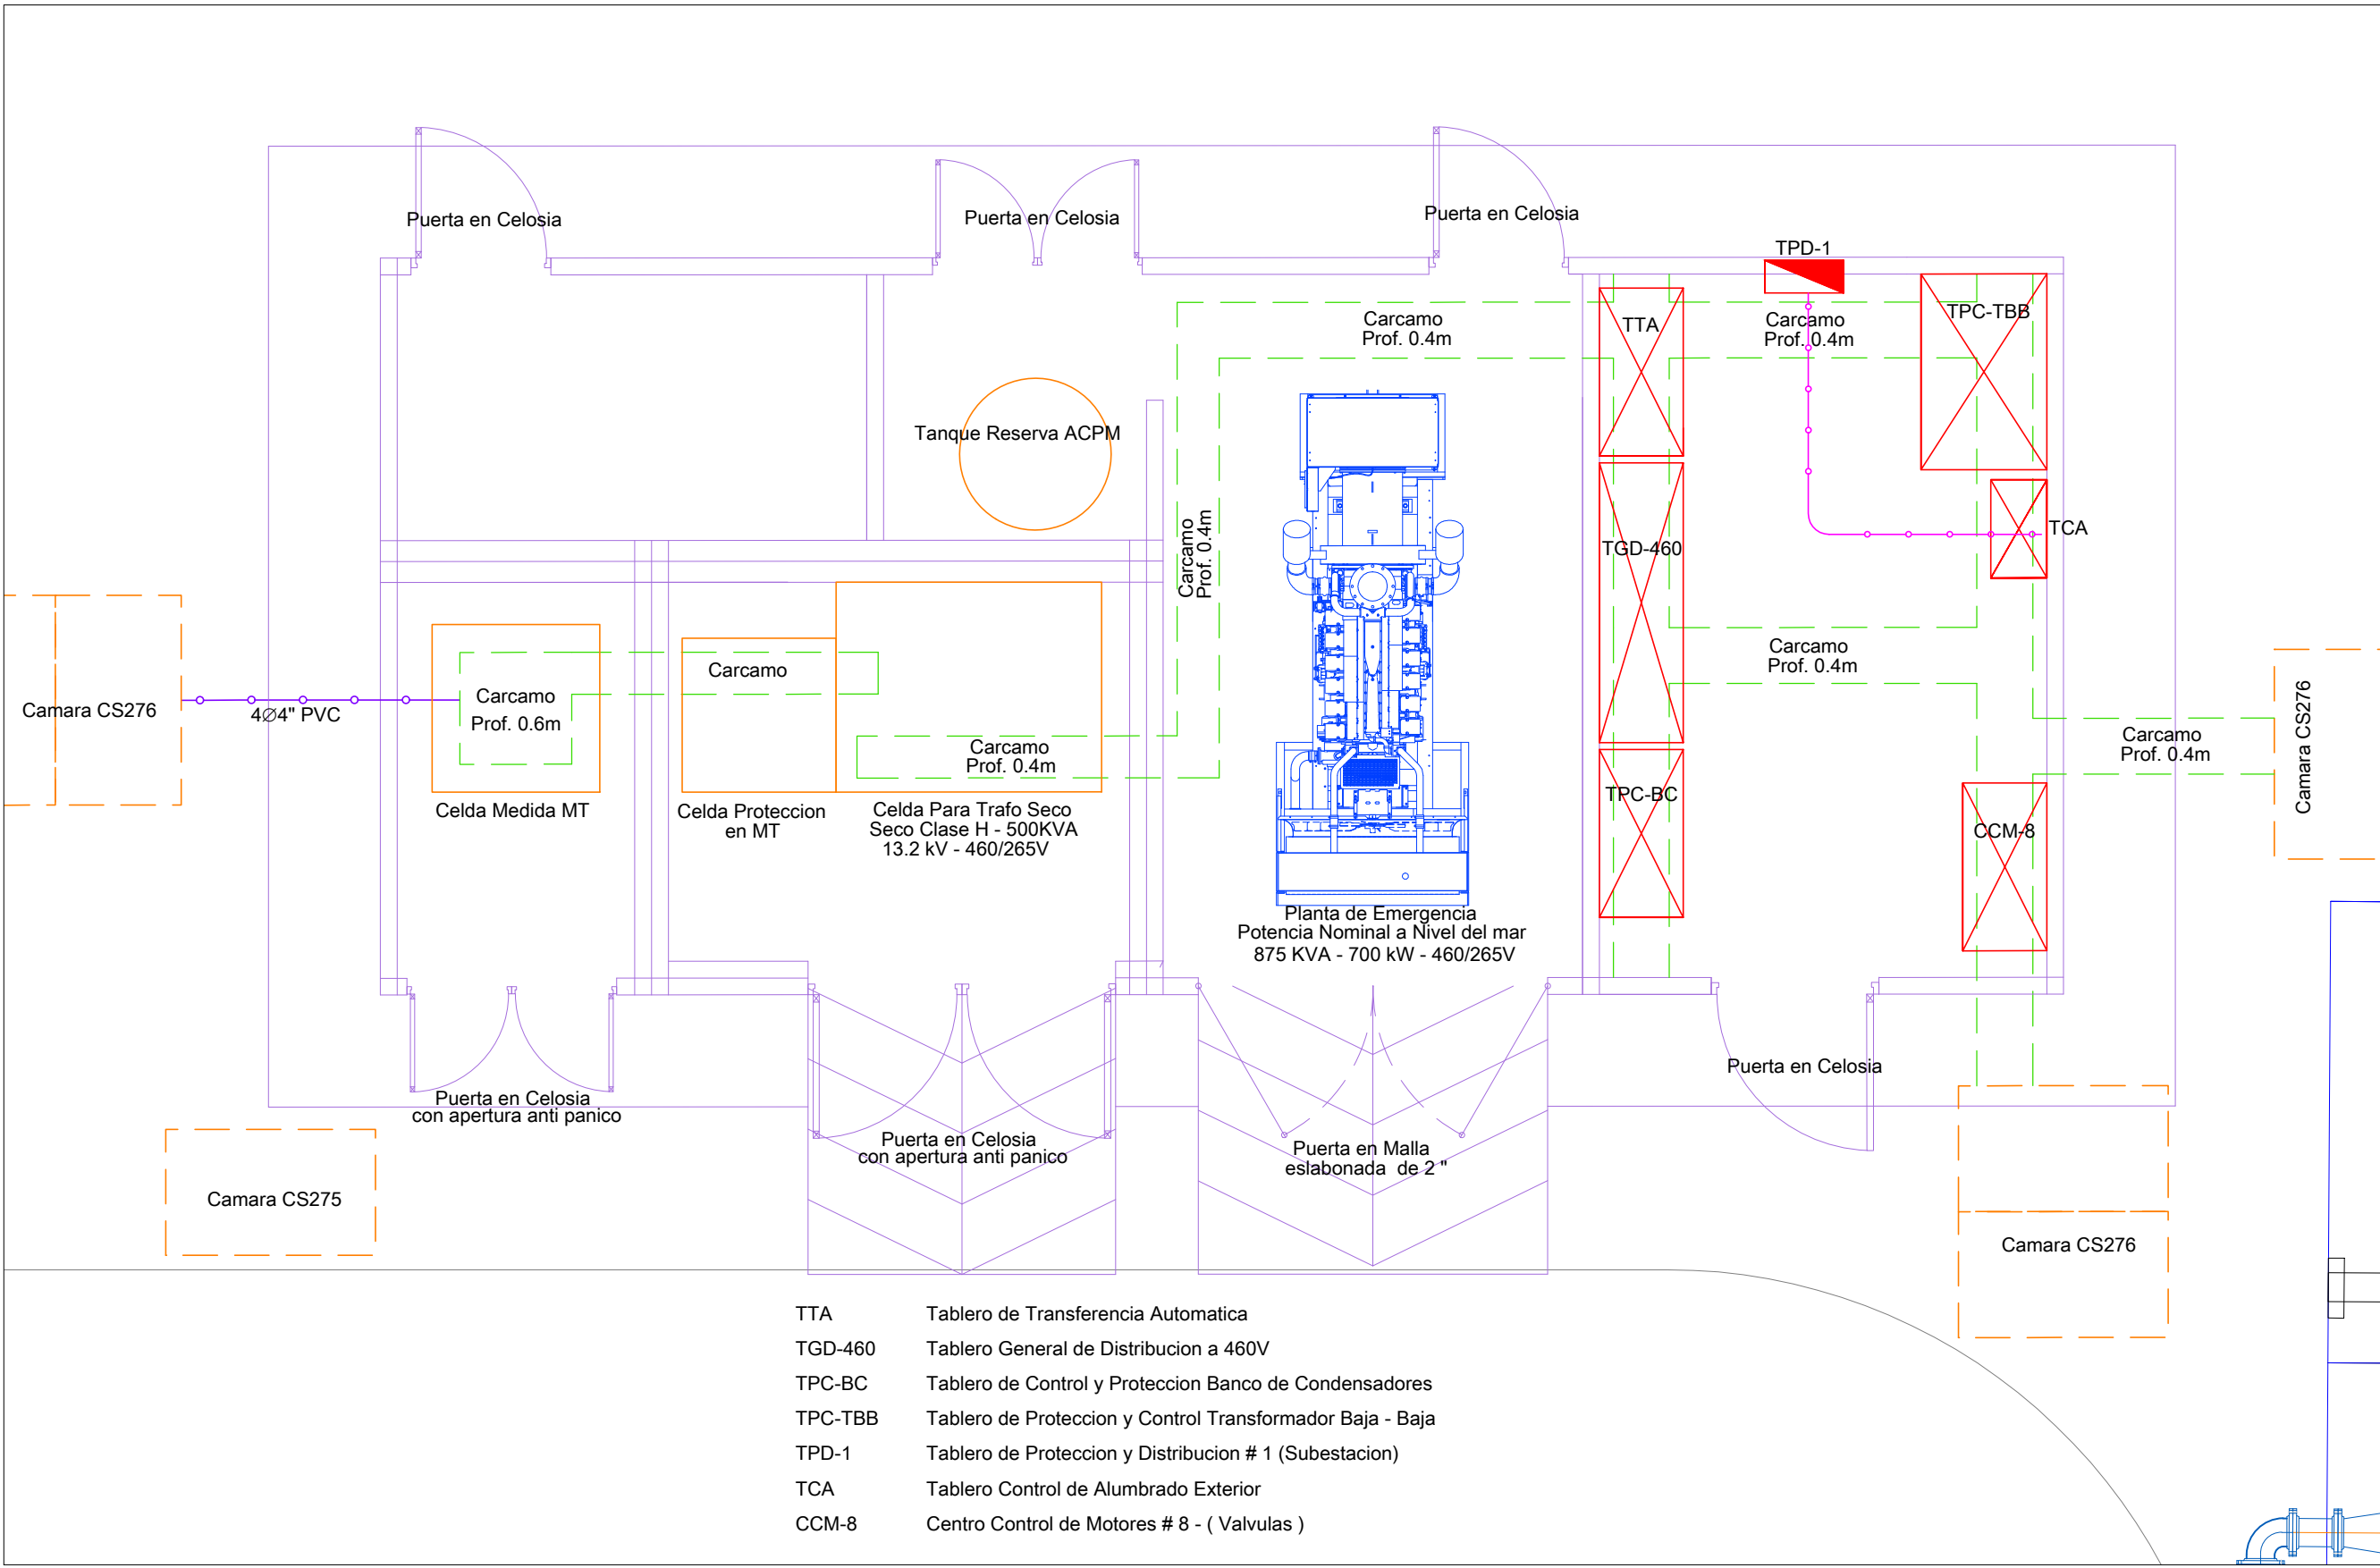 Puerta en Celosia
Puerta en Celosia
Puerta en Celosia
TPD-1
Carcamo
Prof. 0.4m
TTA
Carcamo
Prof. 0.4m
TPC-TBB
Tanque Reserva ACPM
Carcamo
Prof. 0.4m
TGD-460
TCA
Camara CS276
4Ø4" PVC
Carcamo
Prof. 0.6m
Carcamo
Carcamo
Prof. 0.4m
Carcamo
Prof. 0.4m
Carcamo
Prof. 0.4m
Camara CS276
Celda Medida MT
Celda Proteccion
en MT
Celda Para Trafo Seco
Seco Clase H - 500KVA
13.2 kV - 460/265V
TPC-BC
CCM-8
Planta de Emergencia
Potencia Nominal a Nivel del mar
875 KVA - 700 kW - 460/265V
Puerta en Celosia
Puerta en Celosia
con apertura anti panico
Puerta en Celosia
con apertura anti panico
Puerta en Malla
eslabonada de 2 "
Camara CS275
Camara CS276
TTA Tablero de Transferencia Automatica
TGD-460 Tablero General de Distribucion a 460V
TPC-BC Tablero de Control y Proteccion Banco de Condensadores
TPC-TBB Tablero de Proteccion y Control Transformador Baja - Baja
TPD-1 Tablero de Proteccion y Distribucion # 1 (Subestacion)
TCA Tablero Control de Alumbrado Exterior
CCM-8 Centro Control de Motores # 8 - ( Valvulas )